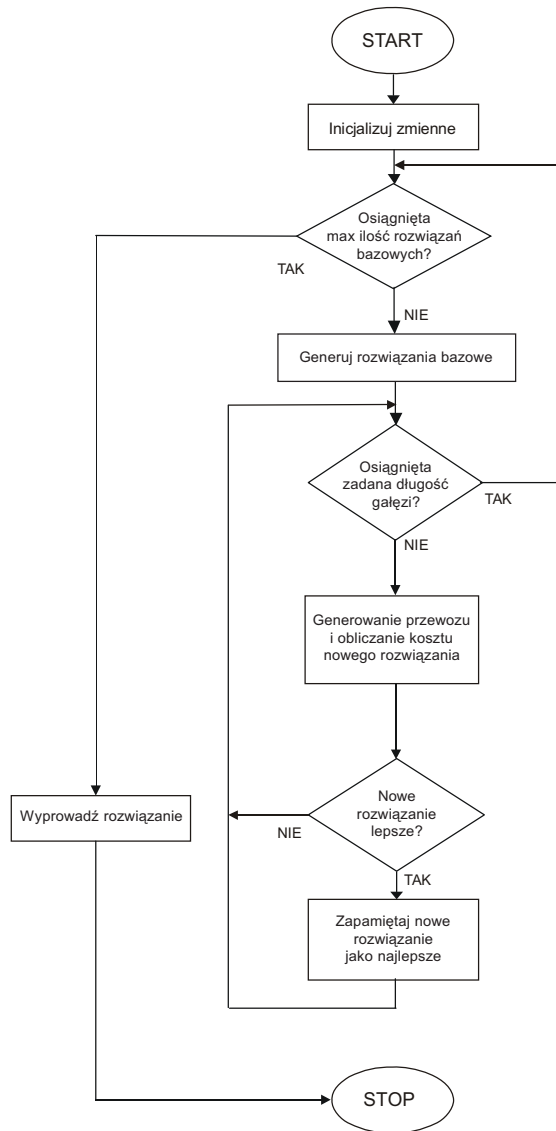 START
Inicjalizuj zmienne
Osiągnięta
max ilość rozwiązań
bazowych?
TAK
NIE
Generuj rozwiązania bazowe
Osiągnięta
zadana długość
gałęzi?
TAK
NIE
Generowanie przewozu
i obliczanie kosztu
nowego rozwiązania
Nowe
rozwiązanie
lepsze?
Wyprowadź rozwiązanie
NIE
TAK
Zapamiętaj nowe
rozwiązanie
jako najlepsze
STOP